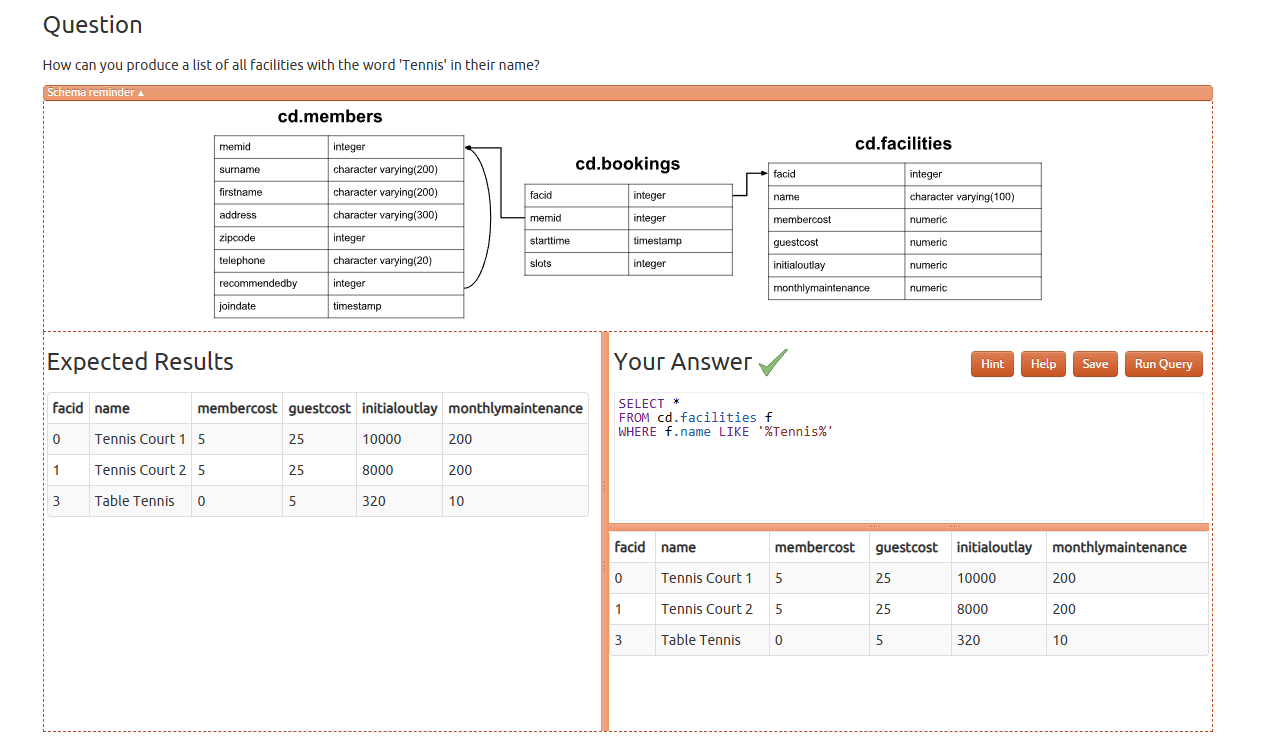 Question
How can you produce a list of all facilities with the word 'Tennis' in their name?
Schema reminder ▲
cd.members
memid integer
surname character varying(200)
firstname character varying(200)
address character varying(300)
zipcode integer
telephone character varying(20)
recommendedby integer
joindate timestamp
cd.bookings
facid integer
memid integer
starttime timestamp
slots integer
cd.facilities
facid integer
name character varying(100)
membercost numeric
guestcost numeric
initialoutlay numeric
monthlymaintenance numeric
Expected Results
facid name membercost guestcost initialoutlay monthlymaintenance
0 Tennis Court 1 5 25 10000 200
1 Tennis Court 2 5 25 8000 200
3 Table Tennis 0 5 320 10
Your Answer
Hint Help Save Run Query
SELECT *
FROM cd.facilities f
WHERE f.name LIKE '%Tennis%'
facid name membercost guestcost initialoutlay monthlymaintenance
0 Tennis Court 1 5 25 10000 200
1 Tennis Court 2 5 25 8000 200
3 Table Tennis 0 5 320 10